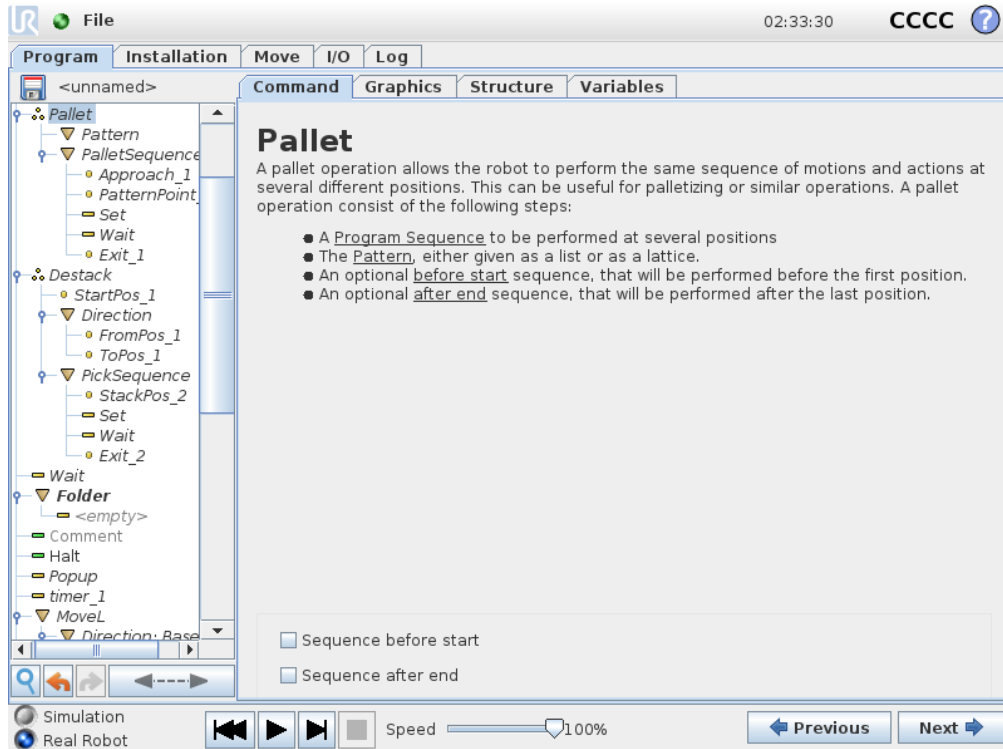 UR File 02:33:30 CCCC ?
Program Installation Move I/O Log
<unnamed>
Command Graphics Structure Variables
Pallet
Pattern
PalletSequence
Approach_1
PatternPoint_
Set
Wait
Exit_1
Destack
StartPos_1
Direction
FromPos_1
ToPos_1
PickSequence
StackPos_2
Set
Wait
Exit_2
Wait
Folder
<empty>
Comment
Halt
Popup
timer_1
MoveL
Direction: Base
Pallet
A pallet operation allows the robot to perform the same sequence of motions and actions at
several different positions. This can be useful for palletizing or similar operations. A pallet
operation consist of the following steps:
A Program Sequence to be performed at several positions
The Pattern, either given as a list or as a lattice.
An optional before start sequence, that will be performed before the first position.
An optional after end sequence, that will be performed after the last position.
Sequence before start
Sequence after end
Simulation
Real Robot
Speed 100%
Previous Next